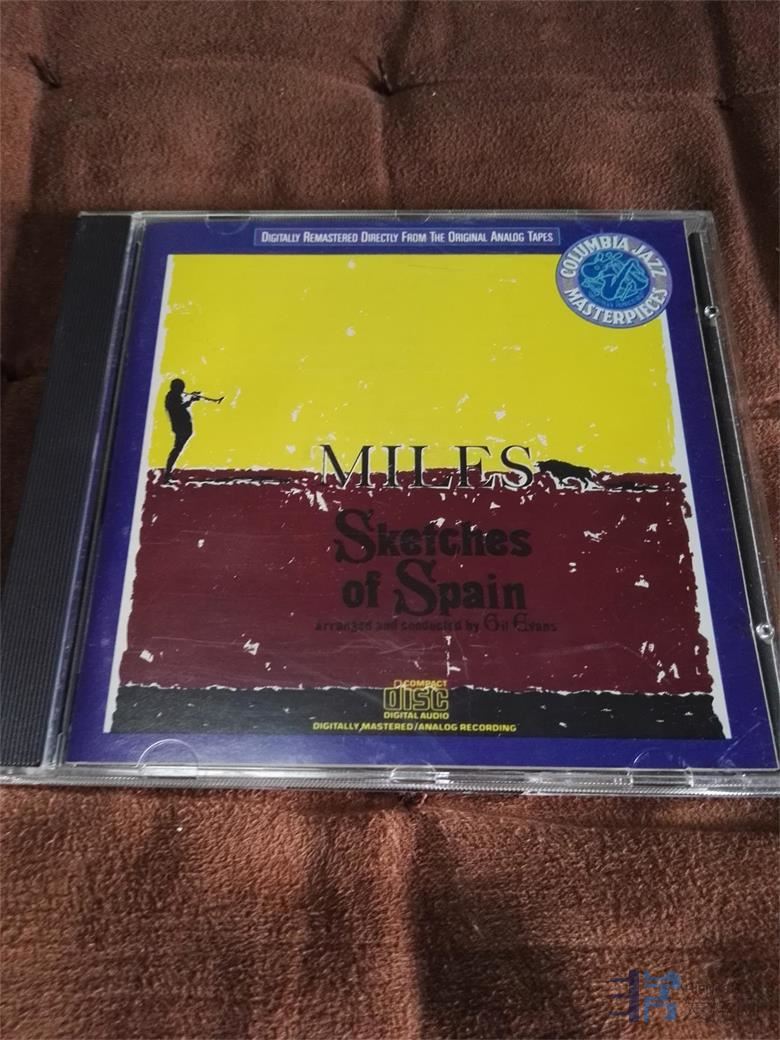 DIGITALLY REMASTERED DIRECTLY FROM THE ORIGINAL ANALOG TAPES
COLUMBIA JAZZ
MASTERPIECES
MILES
Sketches
of Spain
arranged and conducted by Gil Evans
COMPACT
disc
DIGITAL AUDIO
DIGITALLY MASTERED/ANALOG RECORDING